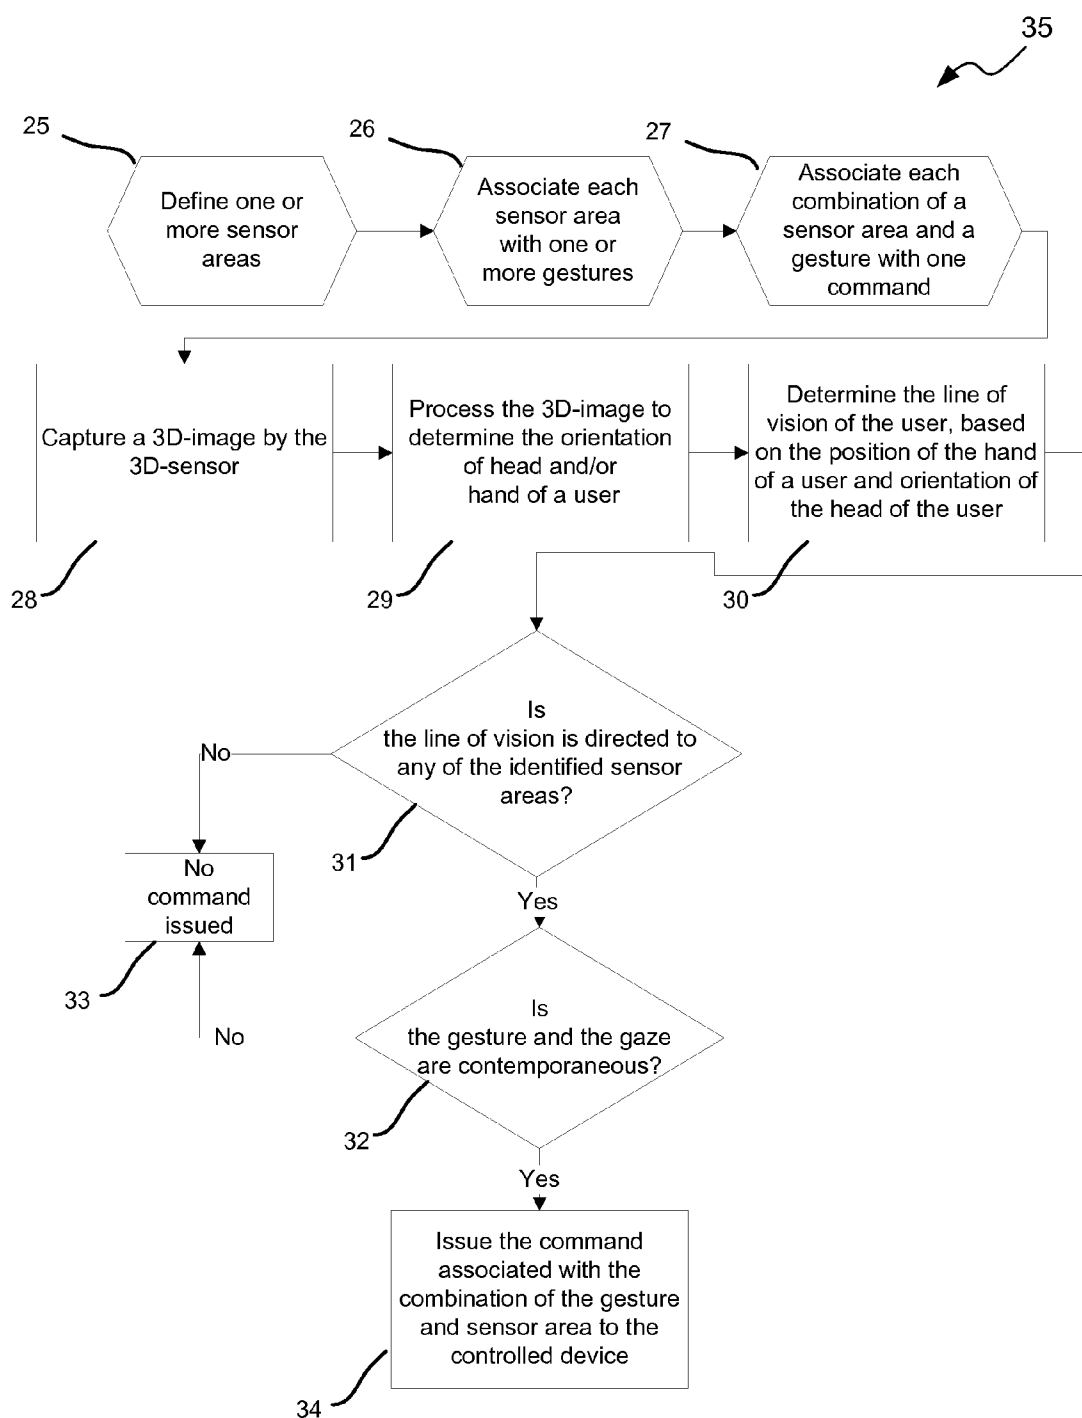 35
25
Define one or
more sensor
areas
26
Associate each
sensor area
with one or
more gestures
27
Associate each
combination of a
sensor area and a
gesture with one
command
Capture a 3D-image by the
3D-sensor
28
Process the 3D-image to
determine the orientation
of head and/or
hand of a user
29
Determine the line of
vision of the user, based
on the position of the hand
of a user and orientation of
the head of the user
30
Is
the line of vision is directed to
any of the identified sensor
areas?
31
No
No
command
issued
33
No
Yes
Is
the gesture and the gaze
are contemporaneous?
32
Yes
Issue the command
associated with the
combination of the gesture
and sensor area to the
controlled device
34